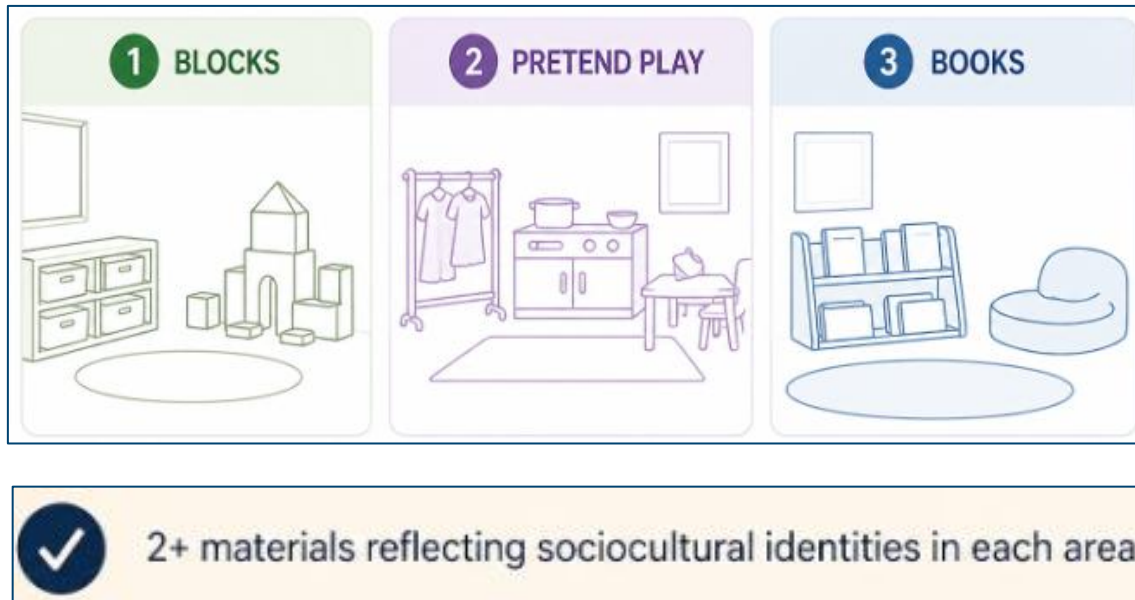 1 BLOCKS
2 PRETEND PLAY
3 BOOKS
2+ materials reflecting sociocultural identities in each area